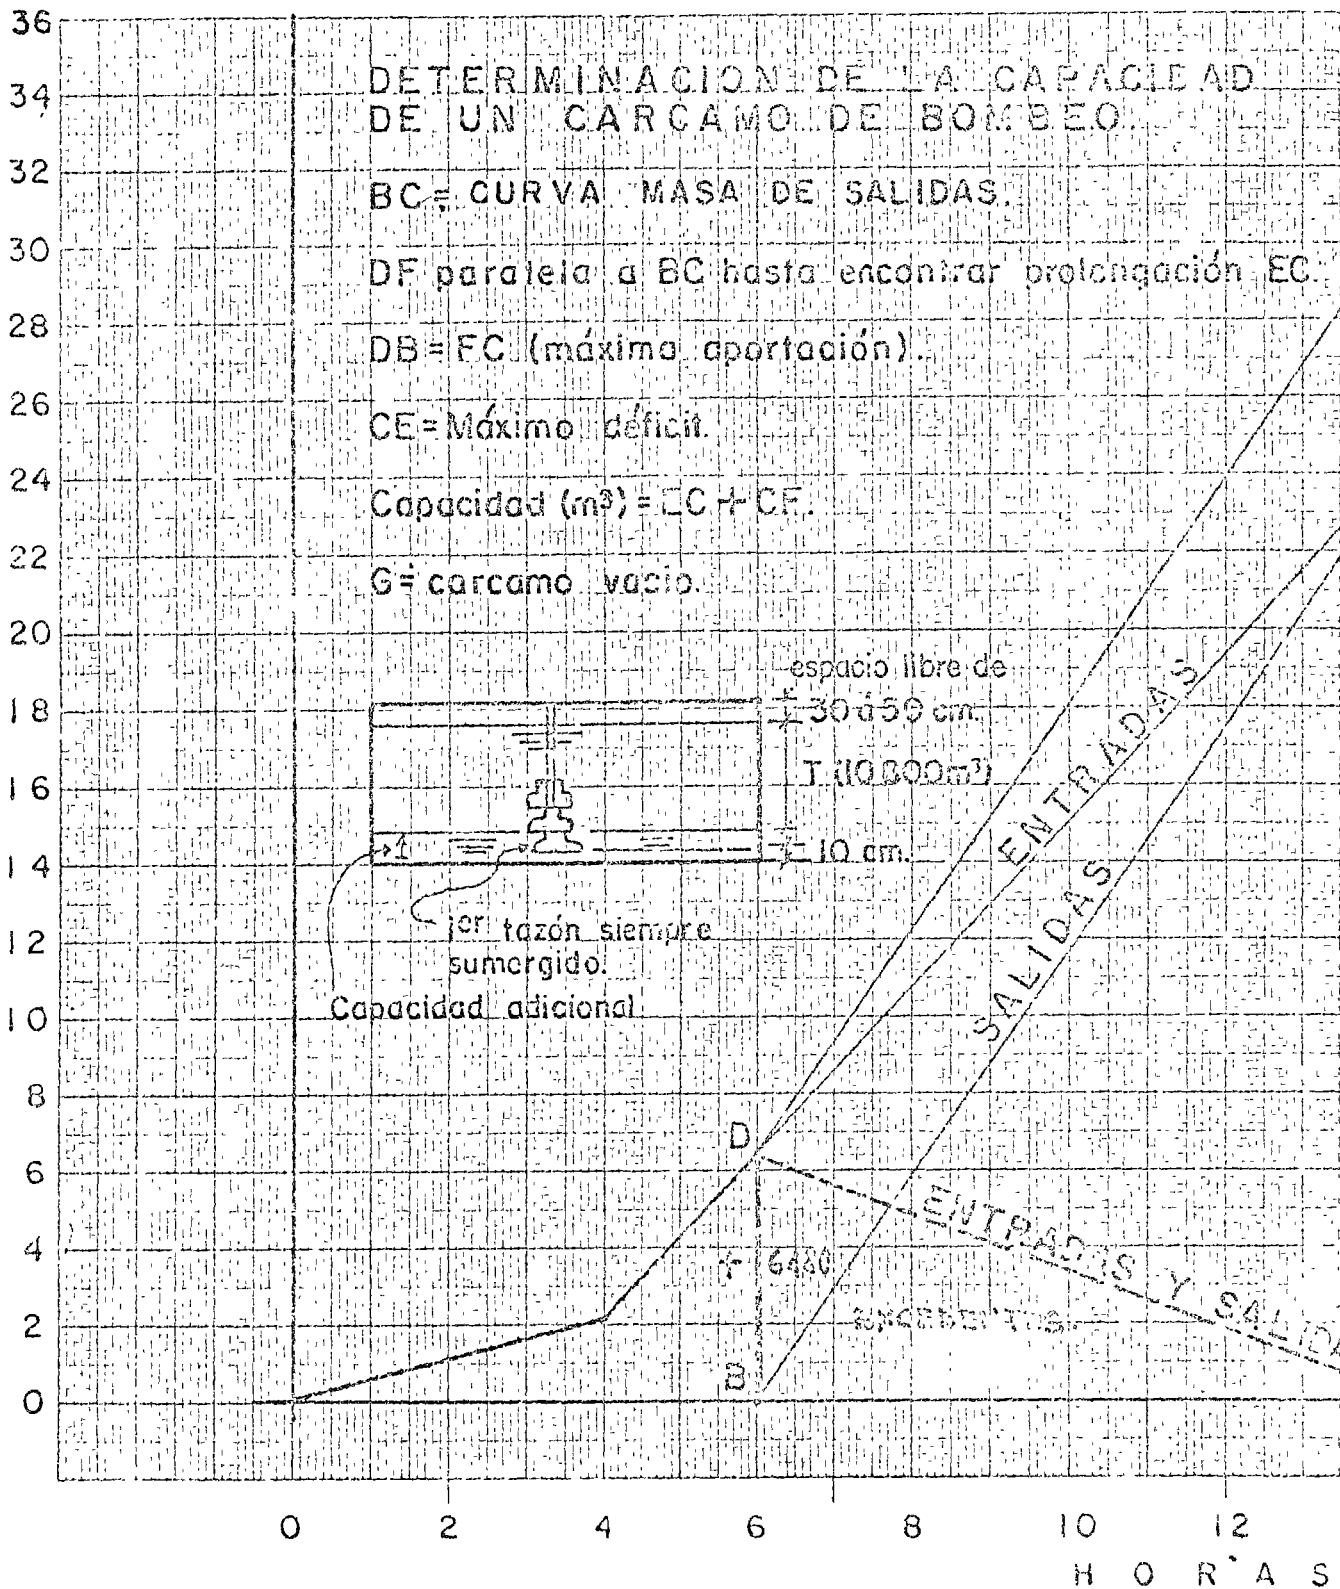 36
34
32
30
28
26
24
22
20
18
16
14
12
10
8
6
4
2
0
DETERMINACION DE LA CAPACIDAD
DE UN CARCAMO DE BOMBEO.
BC = CURVA MASA DE SALIDAS.
DF paralela a BC hasta encontrar prolongación EC.
DB = FC (máxima aportación).
CE = Máximo déficit.
Capacidad (m³) = EC + CF.
G = carcamo vacio.
espacio libre de
30 á 50 cm.
T (10800m³)
10 cm.
1er tazón siempre
sumergido.
Capacidad adicional
ENTRADAS
SALIDAS
D
+ 6480
B
ENTRADAS Y SALIDA
0 2 4 6 8 10 12
HORAS